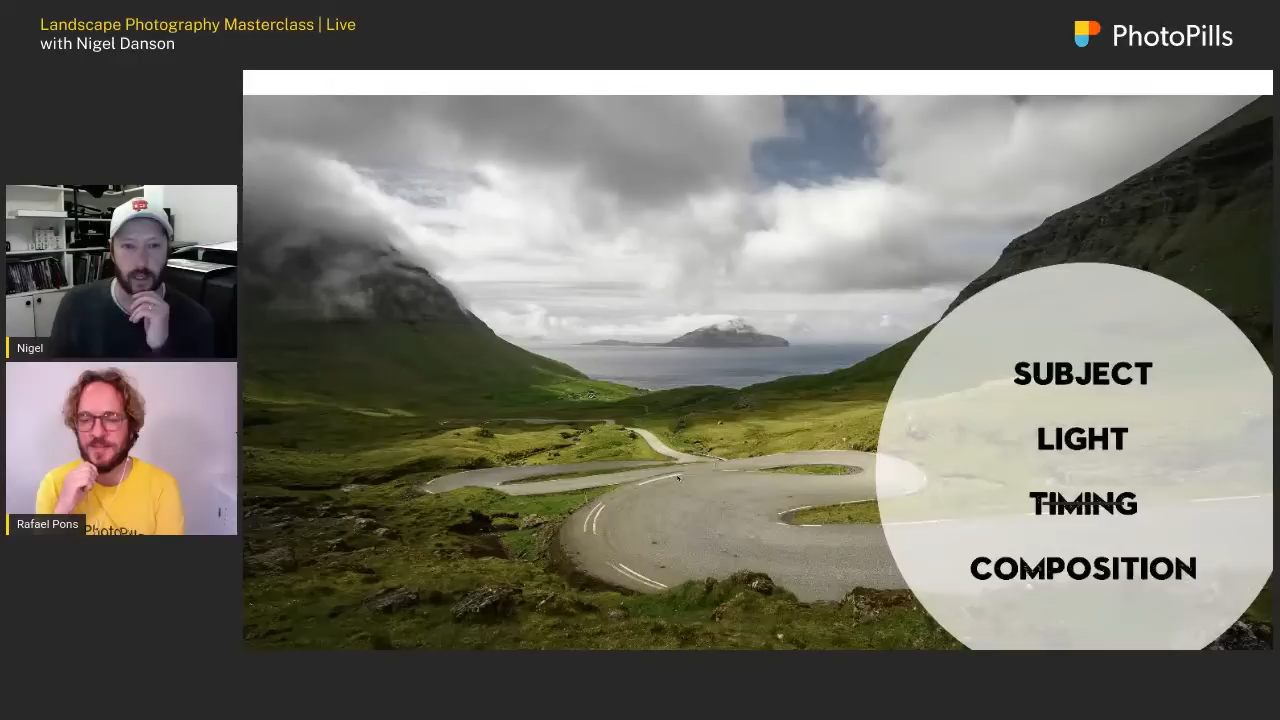 Landscape Photography Masterclass | Live
with Nigel Danson
PhotoPills
SUBJECT
LIGHT
TIMING
COMPOSITION
Nigel
Rafael Pons